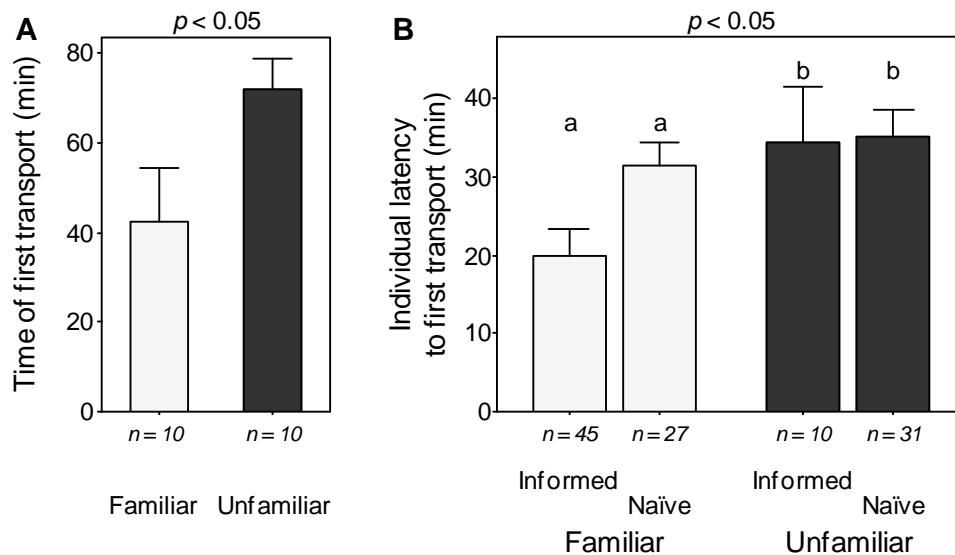 A
p < 0.05
Time of first transport (min)
80
60
40
20
0
n = 10 n = 10
Familiar Unfamiliar
B
p < 0.05
Individual latency
to first transport (min)
40
30
20
10
0
a a b b
n = 45 n = 27 n = 10 n = 31
Informed Informed
Naïve Naïve
Familiar Unfamiliar